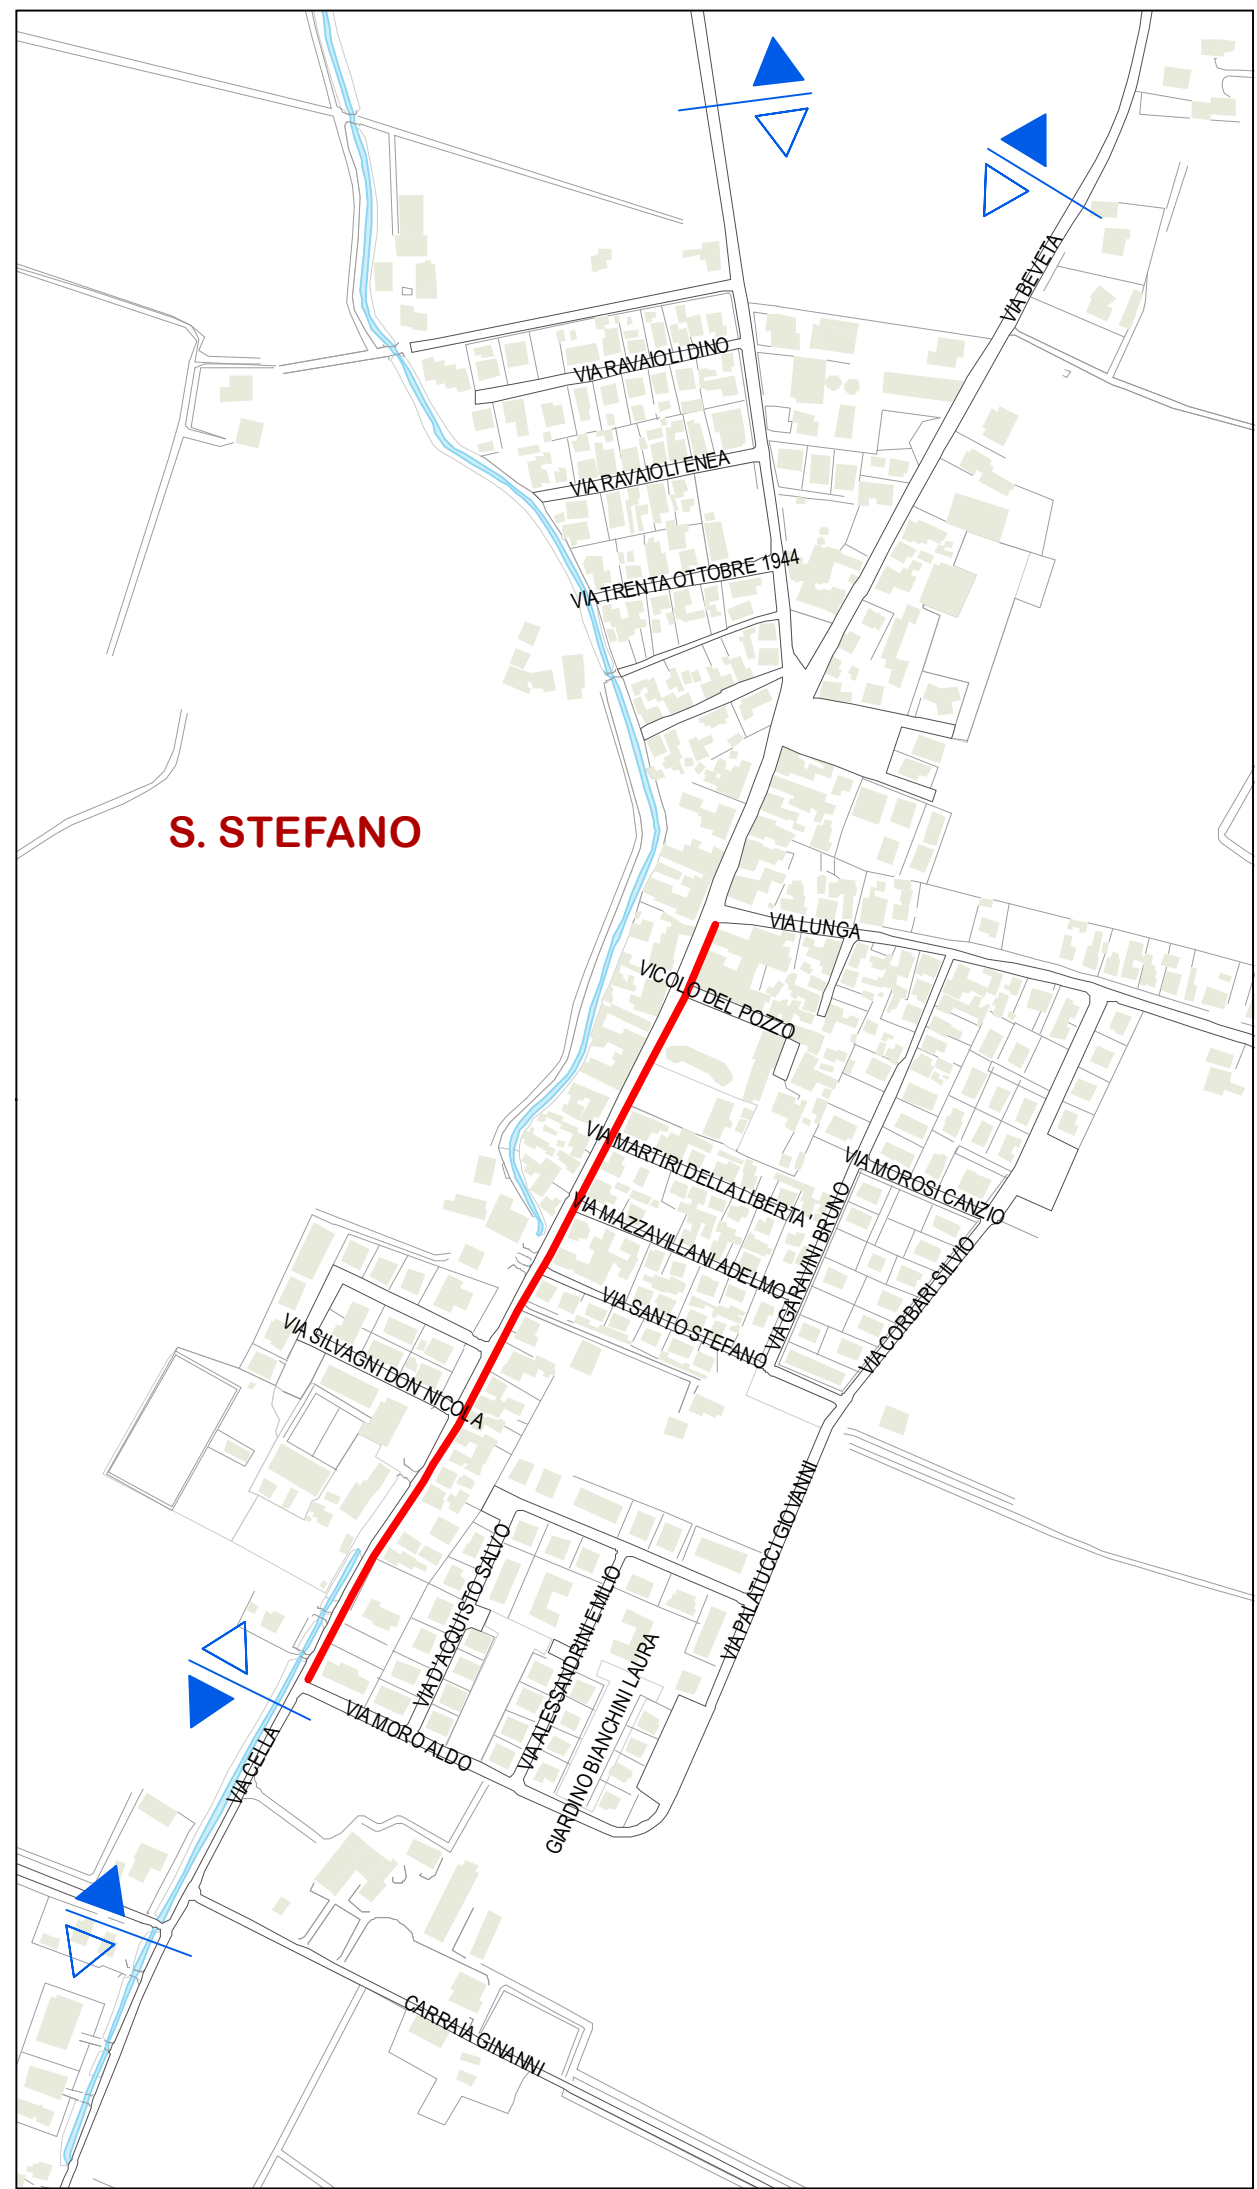 VIA BEVETA
VIA RAVAIOLI DINO
VIA RAVAIOLI ENEA
VIA TRENTA OTTOBRE 1944
S. STEFANO
VIA LUNGA
VICOLO DEL POZZO
VIA MARTIRI DELLA LIBERTA'
VIA MOROSI CANZIO
VIA MAZZAVILLANI ADELMO
VIA GARAVINI BRUNO
VIA CORBARI SILVIO
VIA SANTO STEFANO
VIA SILVAGNI DON NICOLA
VIA PALATUCCI GIOVANNI
VIA D'ACQUISTO SALVO
VIA ALESSANDRINI EMILIO
GIARDINO BIANCHINI LAURA
VIA MORO ALDO
VIA CELLA
CARRAIA GINANNI